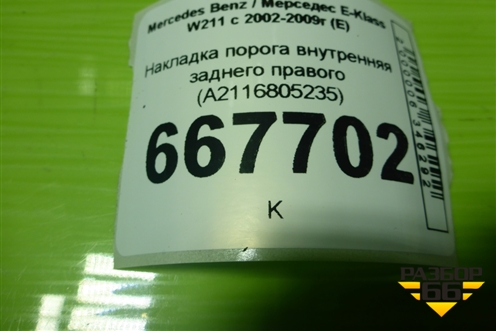 Mercedes Benz / Мерседес E-Klass
W211 с 2002-2009г (E)
Накладка порога внутренняя
заднего правого
(A2116805235)
667702
К
РАЗБОР
66